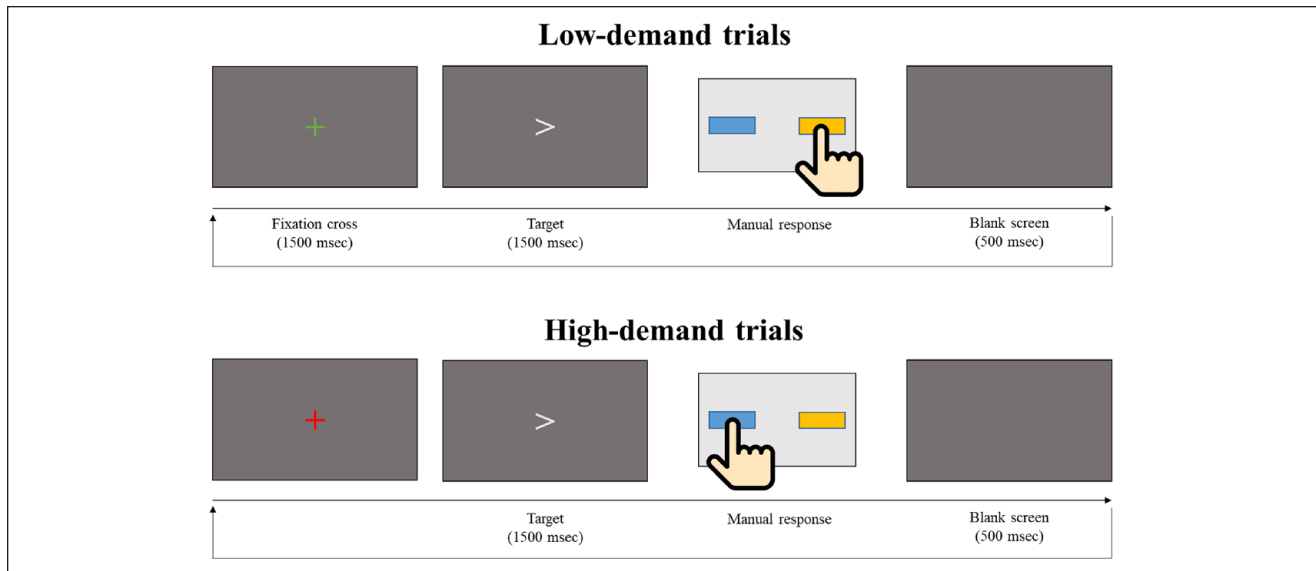 Low-demand trials
>
Fixation cross
(1500 msec)
Target
(1500 msec)
Manual response
Blank screen
(500 msec)
High-demand trials
>
Target
(1500 msec)
Manual response
Blank screen
(500 msec)